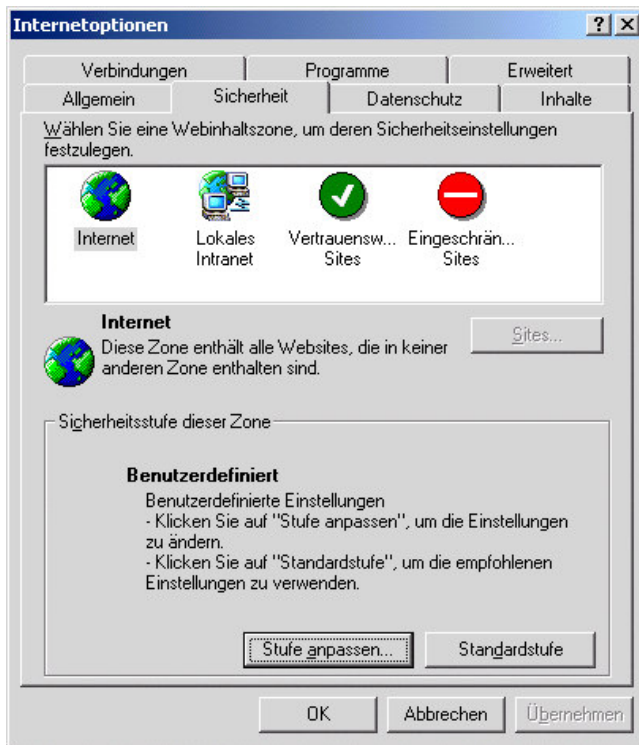 Internetoptionen
Verbindungen Programme Erweitert
Allgemein Sicherheit Datenschutz Inhalte
Wählen Sie eine Webinhaltszone, um deren Sicherheitseinstellungen
festzulegen.
Internet Lokales Vertrauensw... Eingeschrän...
Intranet Sites Sites
Internet
Sites...
Diese Zone enthält alle Websites, die in keiner
anderen Zone enthalten sind.
Sicherheitsstufe dieser Zone
Benutzerdefiniert
Benutzerdefinierte Einstellungen
- Klicken Sie auf "Stufe anpassen", um die Einstellungen
zu ändern.
- Klicken Sie auf "Standardstufe", um die empfohlenen
Einstellungen zu verwenden.
Stufe anpassen... Standardstufe
OK Abbrechen Übernehmen